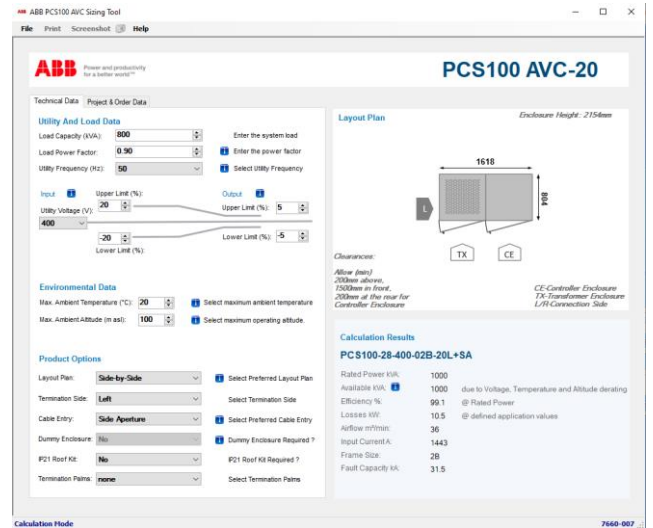 ABB PCS100 AVC Sizing Tool
File Print Screenshot Help
ABB Power and productivity for a better world™
PCS100 AVC-20
Technical Data Project & Order Data
Utility And Load Data
Load Capacity (kVA): 800 Enter the system load
Load Power Factor: 0.90 Enter the power factor
Utility Frequency (Hz): 50 Select Utility Frequency
Input Upper Limit (%): Output
Utility Voltage (V): 20 Upper Limit (%): 5
400
-20 Lower Limit (%): -5
Lower Limit (%):
Environmental Data
Max. Ambient Temperature (°C): 20 Select maximum ambient temperature
Max. Ambient Altitude (m asl): 100 Select maximum operating altitude.
Product Options
Layout Plan: Side-by-Side Select Preferred Layout Plan
Termination Side: Left Select Termination Side
Cable Entry: Side Aperture Select Preferred Cable Entry
Dummy Enclosure: No Dummy Enclosure Required ?
IP21 Roof Kit: No IP21 Roof Kit Required ?
Termination Palms: none Select Termination Palms
Layout Plan Enclosure Height: 2154mm
1618
804
L
TX CE
Clearances:
Allow (min)
200mm above,
1500mm in front,
200mm at the rear for
Controller Enclosure
CE-Controller Enclosure
TX-Transformer Enclosure
L/R-Connection Side
Calculation Results
PCS100-28-400-02B-20L+SA
Rated Power kVA: 1000
Available kVA: 1000 due to Voltage, Temperature and Altitude derating
Efficiency %: 99.1 @ Rated Power
Losses kW: 10.5 @ defined application values
Airflow m³/min: 36
Input Current A: 1443
Frame Size: 2B
Fault Capacity kA: 31.5
Calculation Mode 7660-007